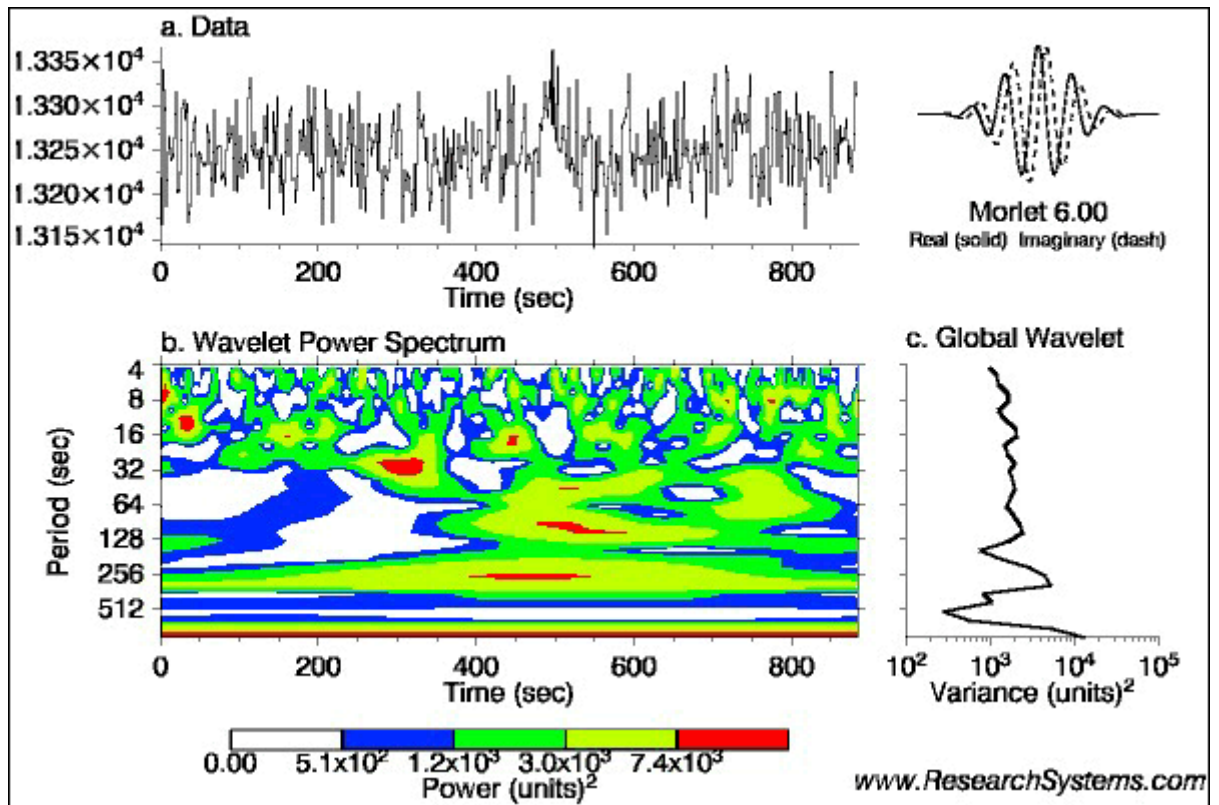 a. Data
1.335×10⁴
1.330×10⁴
1.325×10⁴
1.320×10⁴
1.315×10⁴
0 200 400 600 800
Time (sec)
Morlet 6.00
Real (solid) Imaginary (dash)
b. Wavelet Power Spectrum
Period (sec)
4
8
16
32
64
128
256
512
0 200 400 600 800
Time (sec)
c. Global Wavelet
10² 10³ 10⁴ 10⁵
Variance (units)²
0.00 5.1x10² 1.2x10³ 3.0x10³ 7.4x10³
Power (units)²
www.ResearchSystems.com